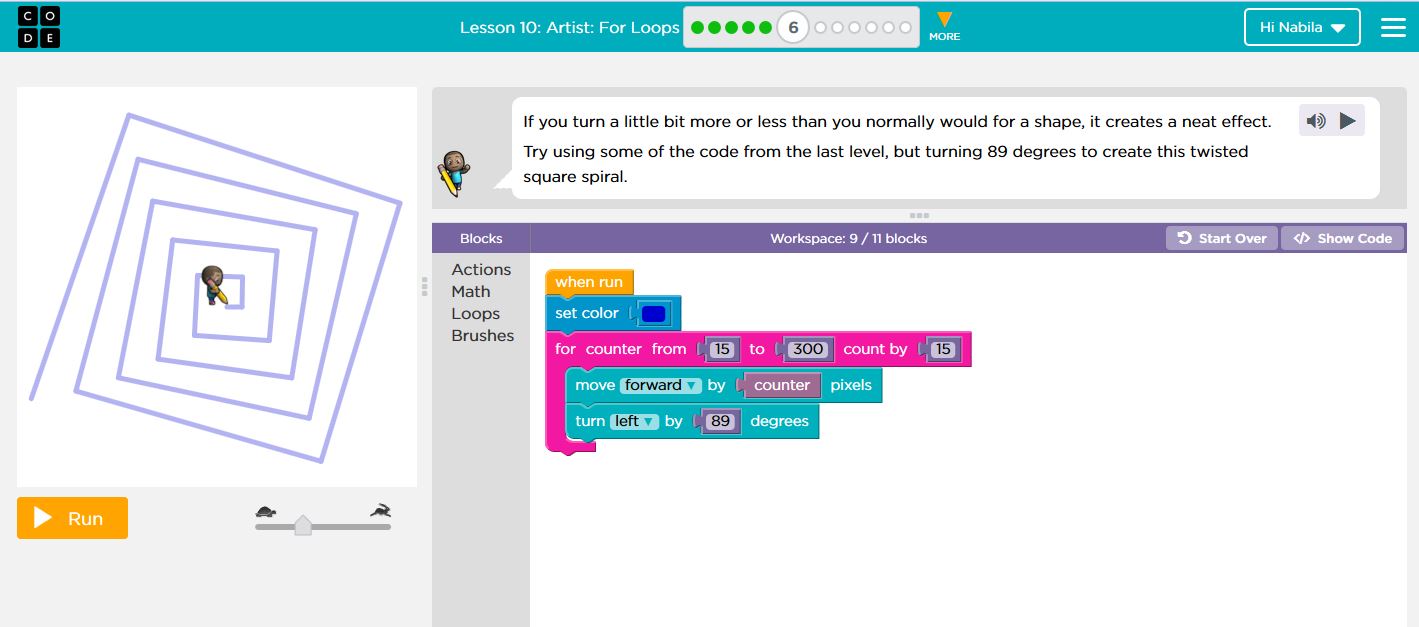 C O
D E
Lesson 10: Artist: For Loops
6
MORE
Hi Nabila
If you turn a little bit more or less than you normally would for a shape, it creates a neat effect.
Try using some of the code from the last level, but turning 89 degrees to create this twisted
square spiral.
Blocks
Workspace: 9 / 11 blocks
Start Over
</> Show Code
Actions
Math
Loops
Brushes
when run
set color
for counter from 15 to 300 count by 15
move forward by counter pixels
turn left by 89 degrees
Run